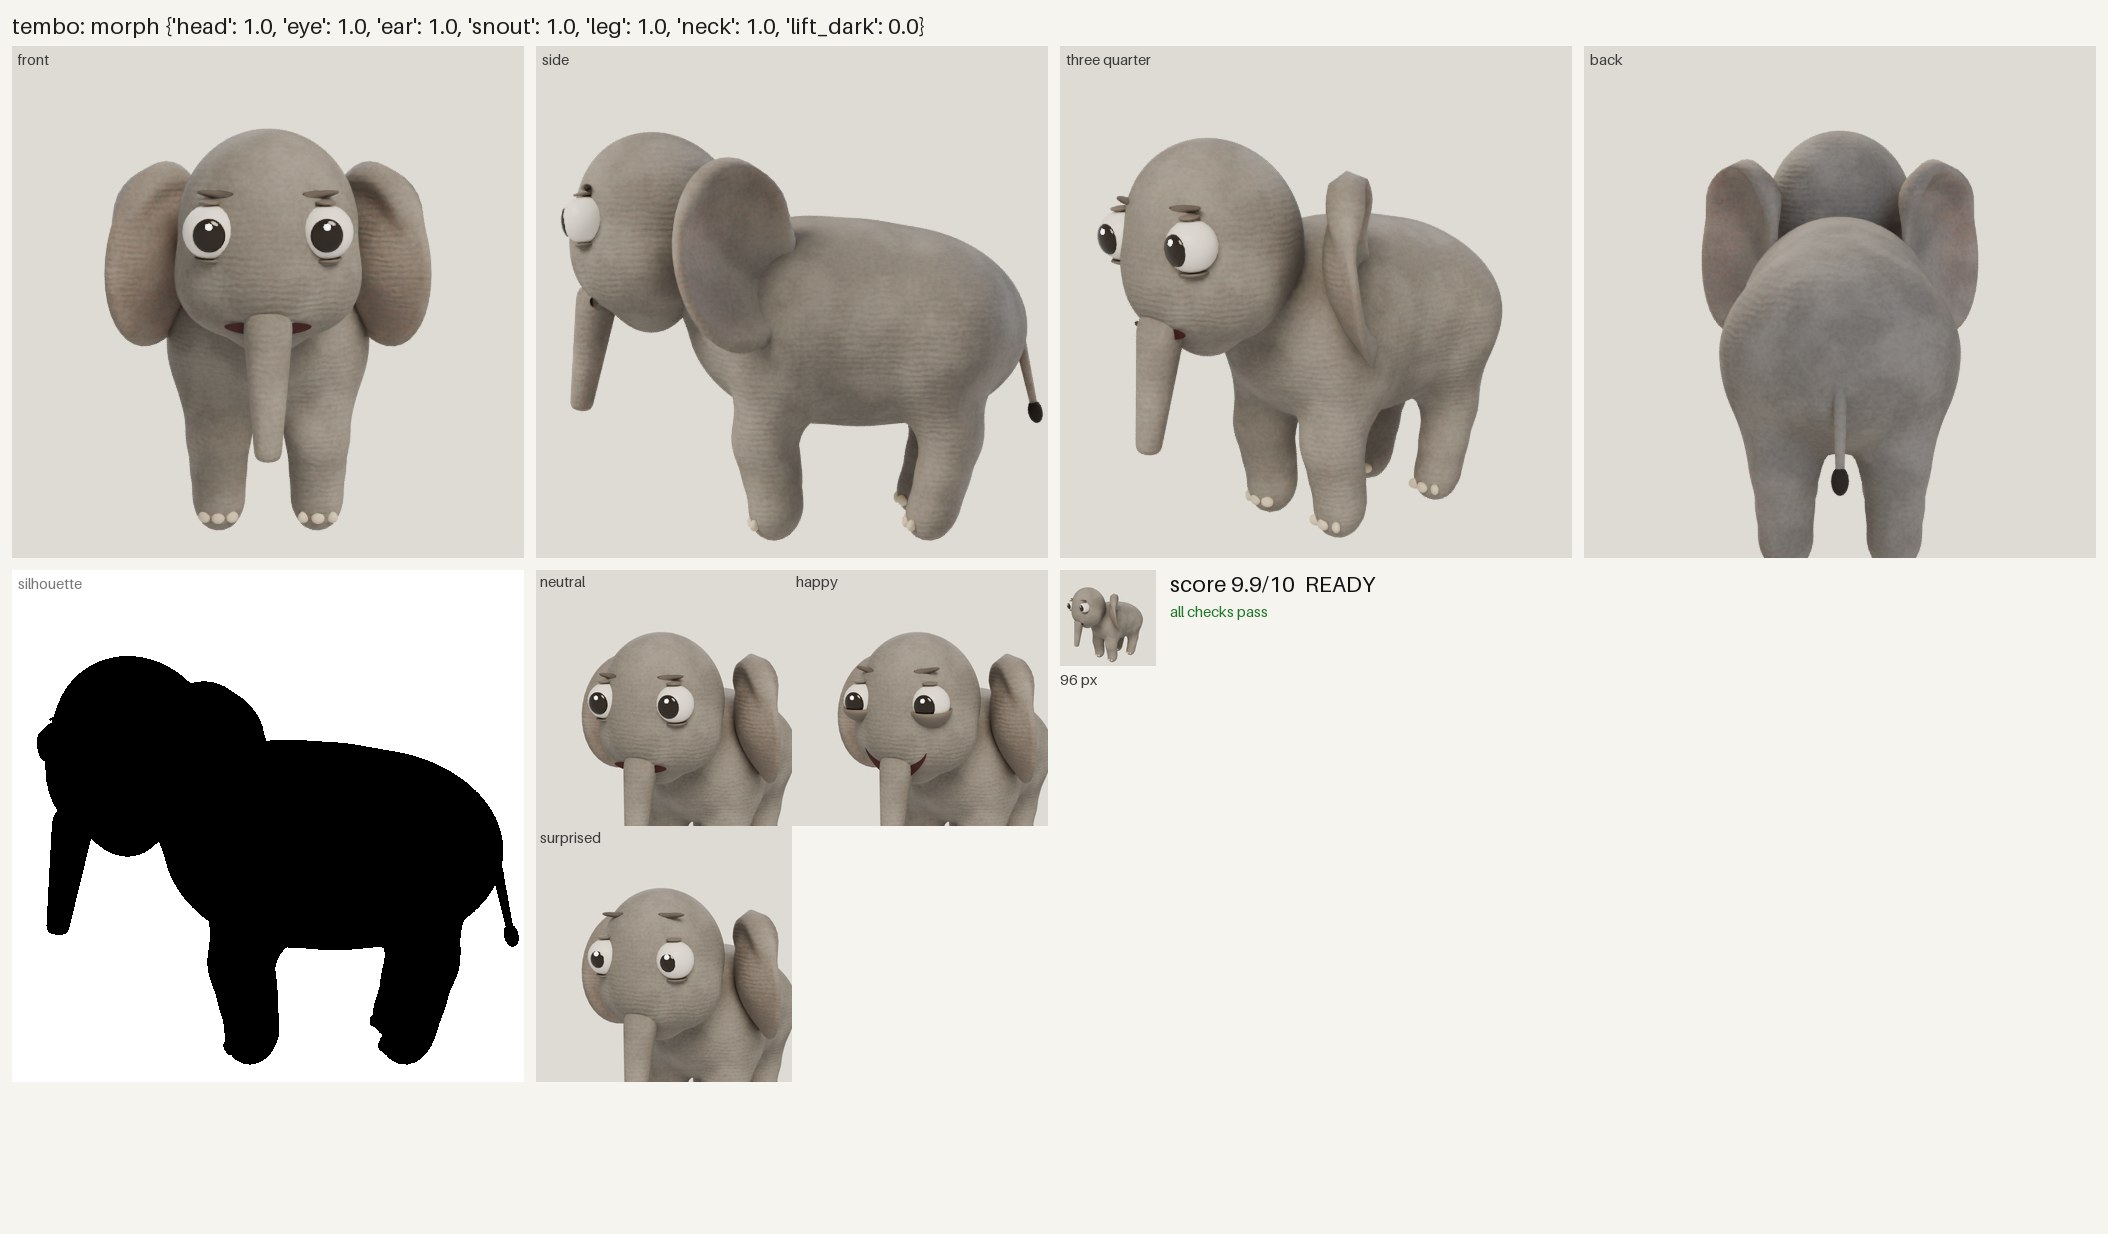 tembo: morph {'head': 1.0, 'eye': 1.0, 'ear': 1.0, 'snout': 1.0, 'leg': 1.0, 'neck': 1.0, 'lift_dark': 0.0}
front
side
three quarter
back
silhouette
neutral
happy
score 9.9/10 READY
all checks pass
96 px
surprised